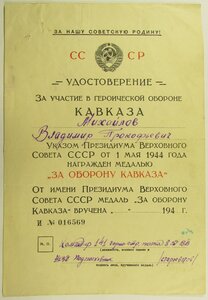 ЗА НАШУ СОВЕТСКУЮ РОДИНУ!
СС СР
УДОСТОВЕРЕНИЕ
ЗА УЧАСТИЕ В ГЕРОИЧЕСКОЙ ОБОРОНЕ
КАВКАЗА
Михайлов
Владимир Прокофьевич
УКАЗОМ ПРЕЗИДИУМА ВЕРХОВНОГО
СОВЕТА СССР ОТ 1 МАЯ 1944 ГОДА
НАГРАЖДЕН МЕДАЛЬЮ
"ЗА ОБОРОНУ КАВКАЗА"
ОТ ИМЕНИ ПРЕЗИДИУМА ВЕРХОВНОГО
СОВЕТА СССР МЕДАЛЬ „ЗА ОБОРОНУ
КАВКАЗА" ВРУЧЕНА 194 г.
И № 016569
М. П.